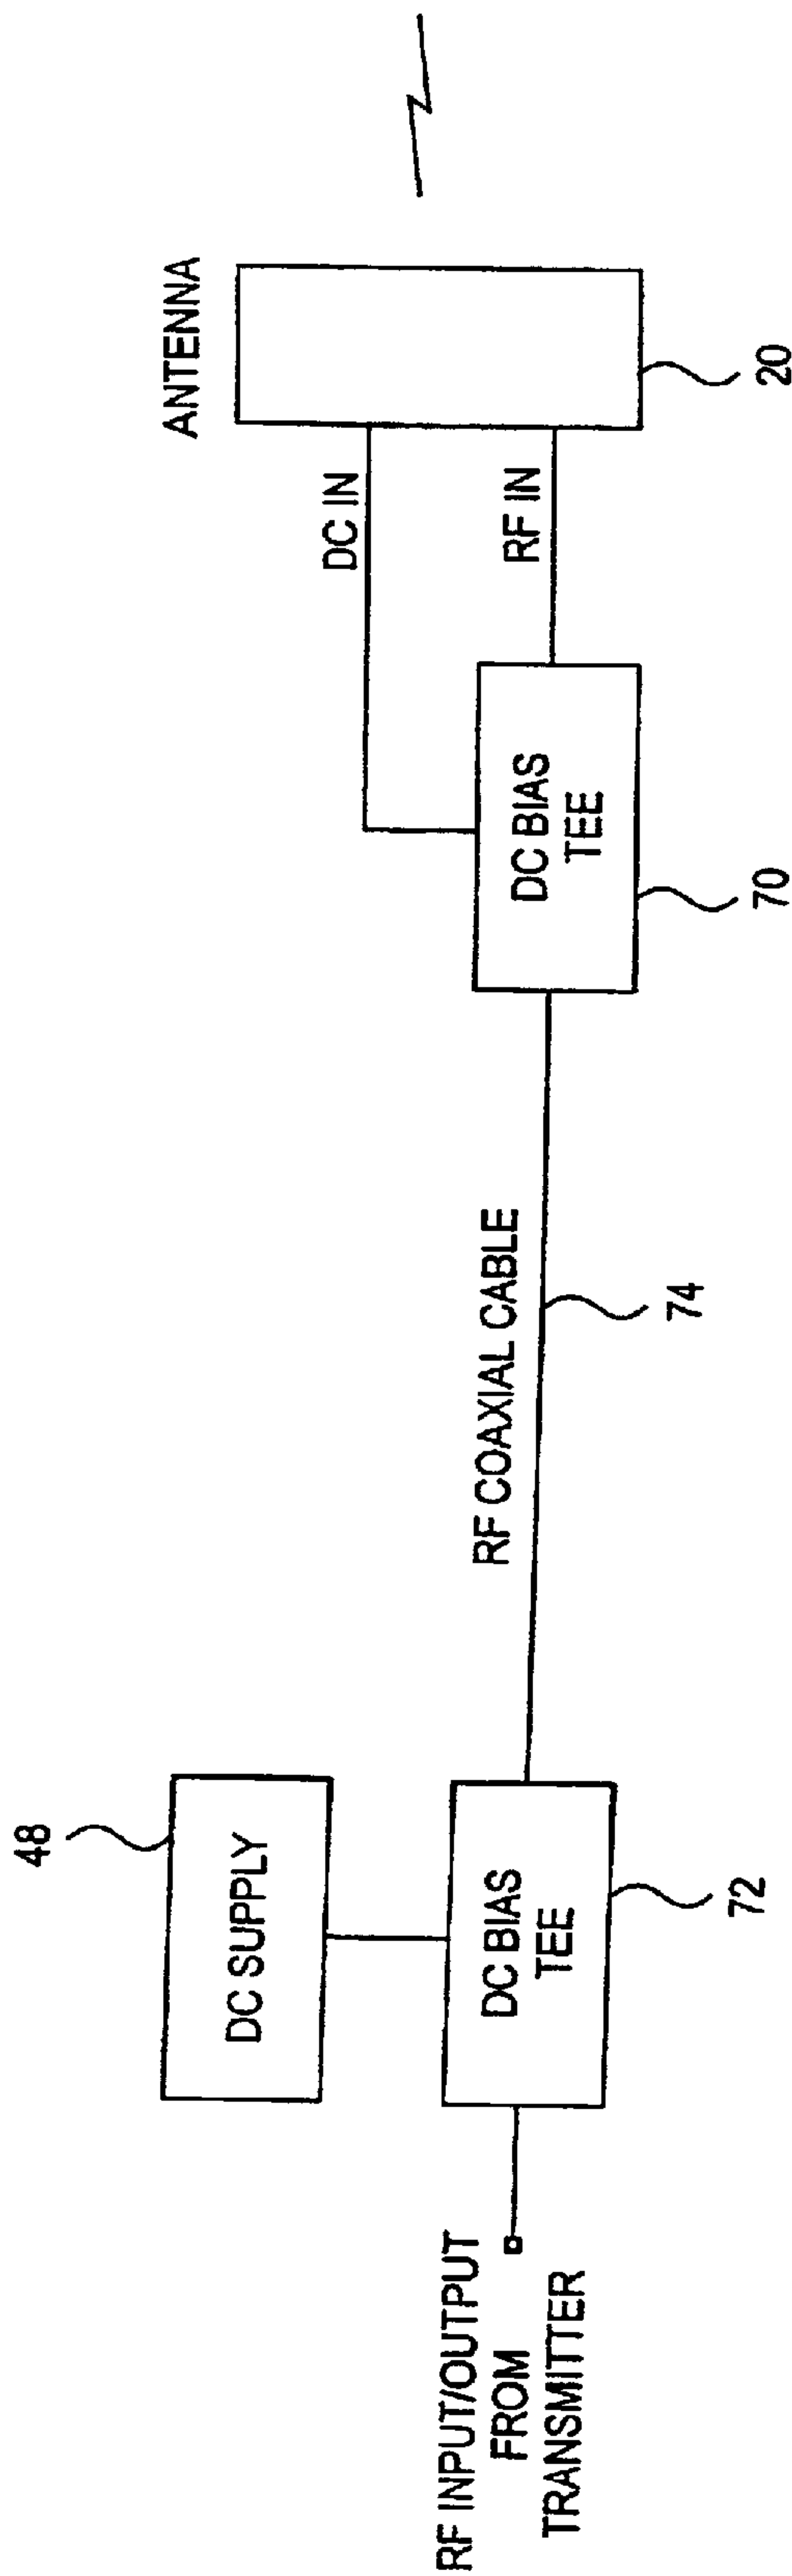 RF INPUT/OUTPUT
FROM
TRANSMITTER
48
DC SUPPLY
DC BIAS
TEE
72
RF COAXIAL CABLE
74
DC BIAS
TEE
70
DC IN
RF IN
ANTENNA
20